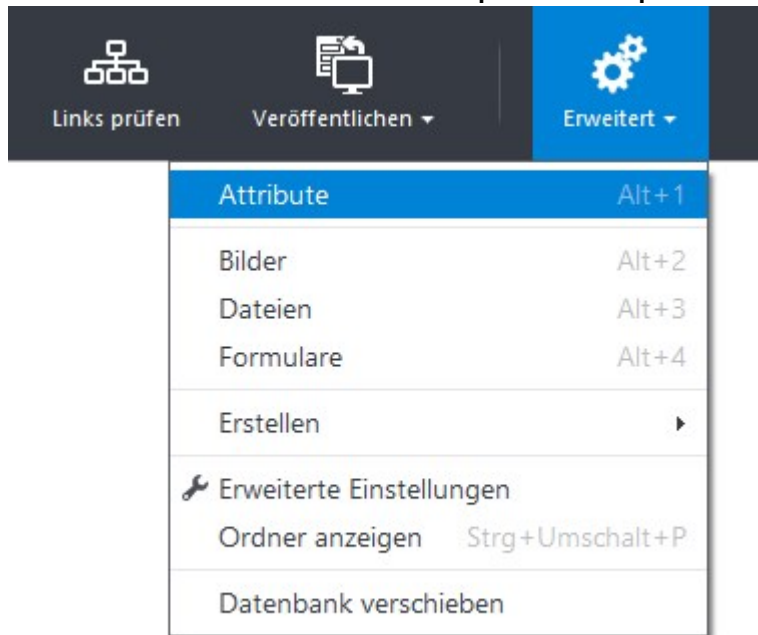 Links prüfen
Veröffentlichen
Erweitert
Attribute Alt+1
Bilder Alt+2
Dateien Alt+3
Formulare Alt+4
Erstellen
Erweiterte Einstellungen
Ordner anzeigen Strg+Umschalt+P
Datenbank verschieben